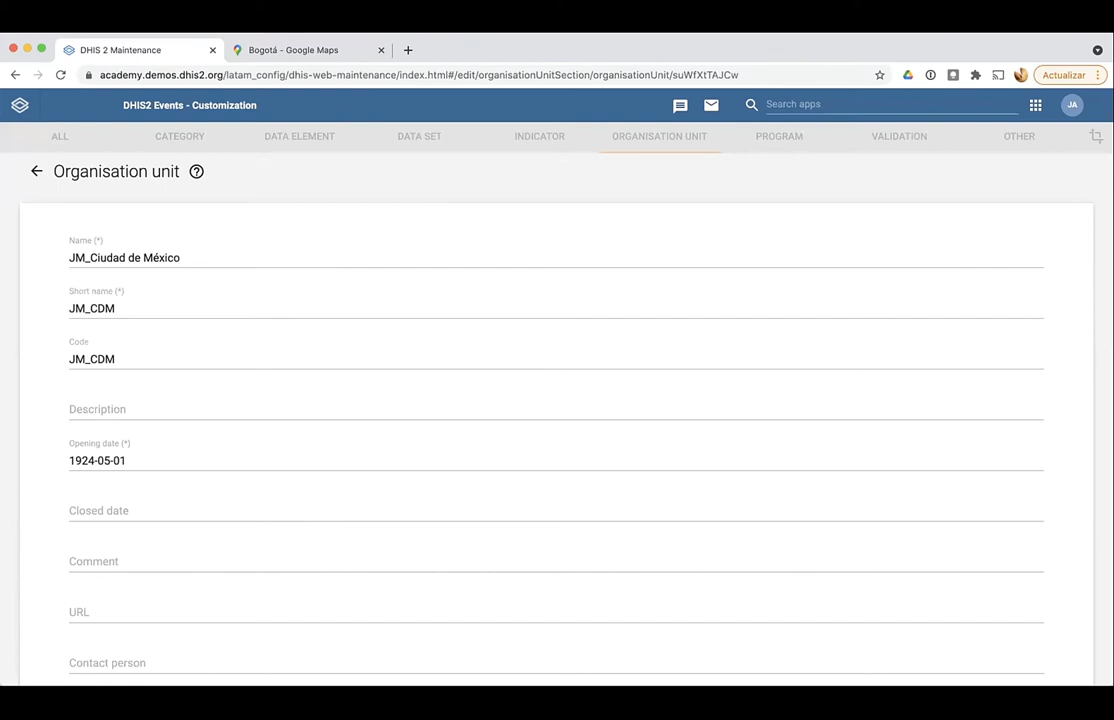 DHIS 2 Maintenance
Bogotá - Google Maps
academy.demos.dhis2.org/latam_config/dhis-web-maintenance/index.html#/edit/organisationUnitSection/organisationUnit/suWfXtTAJCw
Actualizar
DHIS2 Events - Customization
Search apps
JA
ALL CATEGORY DATA ELEMENT DATA SET INDICATOR ORGANISATION UNIT PROGRAM VALIDATION OTHER
Organisation unit
Name (*)
JM_Ciudad de México
Short name (*)
JM_CDM
Code
JM_CDM
Description
Opening date (*)
1924-05-01
Closed date
Comment
URL
Contact person